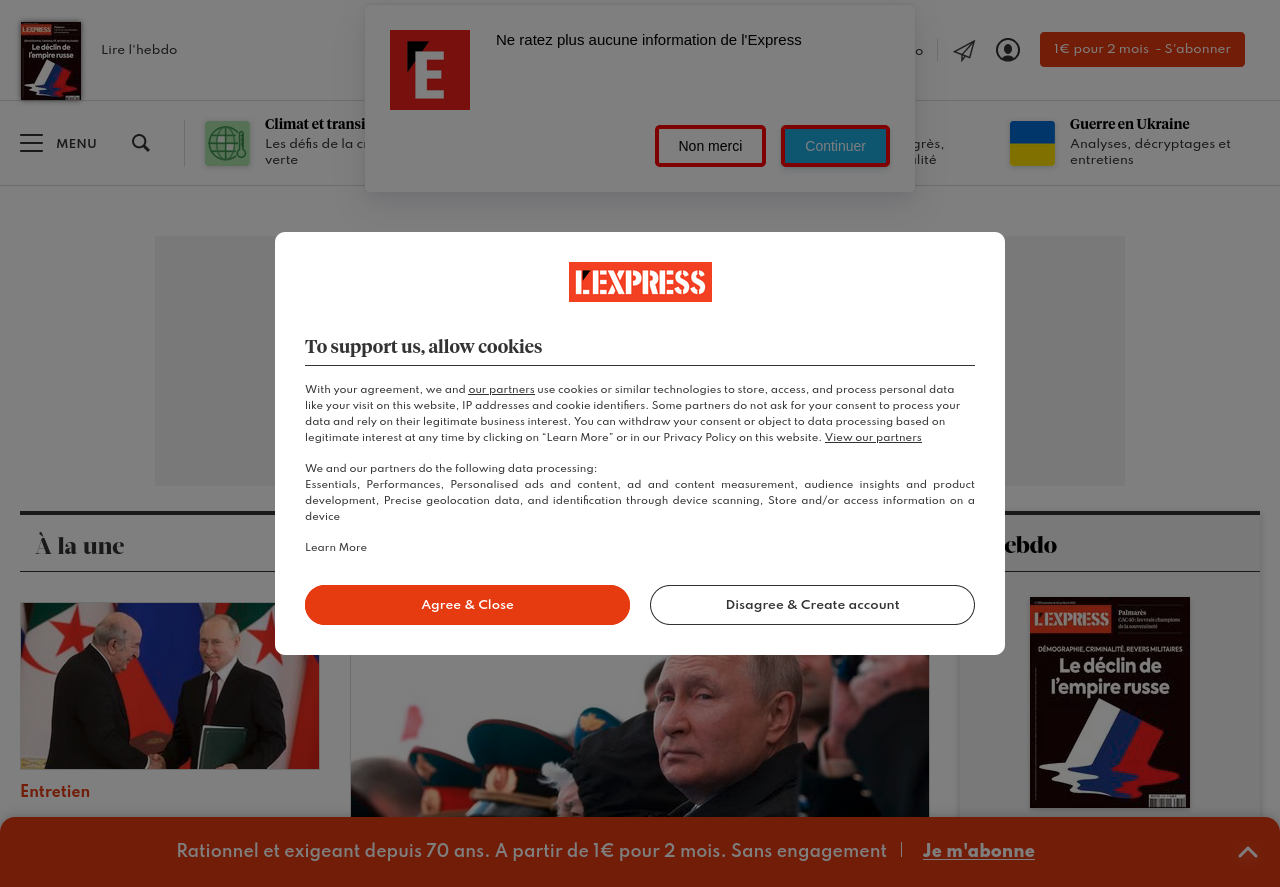 L'EXPRESS
Palmarès
DÉMOGRAPHIE, CRIMINALITÉ, REVERS MILITAIRES
Le déclin de
l'empire russe
Lire l'hebdo
Ne ratez plus aucune information de l'Express
Non merci
Continuer
1€ pour 2 mois - S'abonner
MENU
Climat et transi
Les défis de la
verte
Guerre en Ukraine
Analyses, décryptages et
entretiens
L'EXPRESS
To support us, allow cookies
With your agreement, we and our partners use cookies or similar technologies to store, access, and process personal data
like your visit on this website, IP addresses and cookie identifiers. Some partners do not ask for your consent to process your
data and rely on their legitimate business interest. You can withdraw your consent or object to data processing based on
legitimate interest at any time by clicking on “Learn More” or in our Privacy Policy on this website. View our partners
We and our partners do the following data processing:
Essentials, Performances, Personalised ads and content, ad and content measurement, audience insights and product
development, Precise geolocation data, and identification through device scanning, Store and/or access information on a
device
Learn More
Agree & Close
Disagree & Create account
À la une
ebdo
Entretien
L'EXPRESS
Palmarès
CAC 40 : les vrais champions
de la souveraineté
DÉMOGRAPHIE, CRIMINALITÉ, REVERS MILITAIRES
Le déclin de
l'empire russe
Rationnel et exigeant depuis 70 ans. A partir de 1€ pour 2 mois. Sans engagement
Je m'abonne